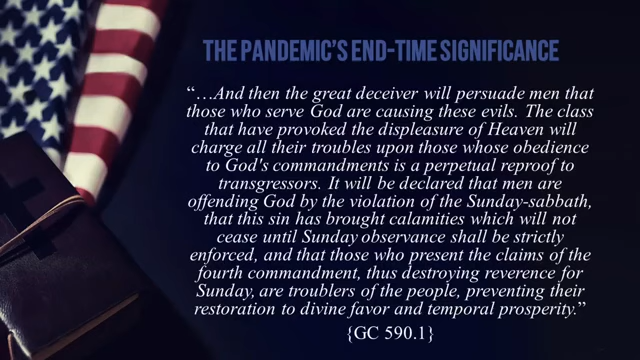 THE PANDEMIC'S END-TIME SIGNIFICANCE
“…And then the great deceiver will persuade men that
those who serve God are causing these evils. The class
that have provoked the displeasure of Heaven will
charge all their troubles upon those whose obedience
to God's commandments is a perpetual reproof to
transgressors. It will be declared that men are
offending God by the violation of the Sunday-sabbath,
that this sin has brought calamities which will not
cease until Sunday observance shall be strictly
enforced, and that those who present the claims of the
fourth commandment, thus destroying reverence for
Sunday, are troublers of the people, preventing their
restoration to divine favor and temporal prosperity.”
{GC 590.1}